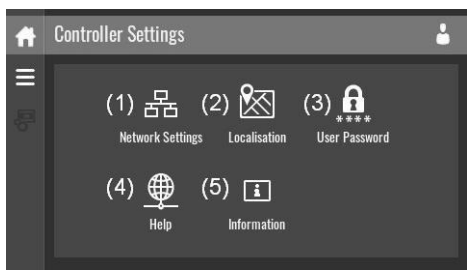 Controller Settings
(1) (2) (3)
****
Network Settings Localisation User Password
(4) (5) i
Help Information